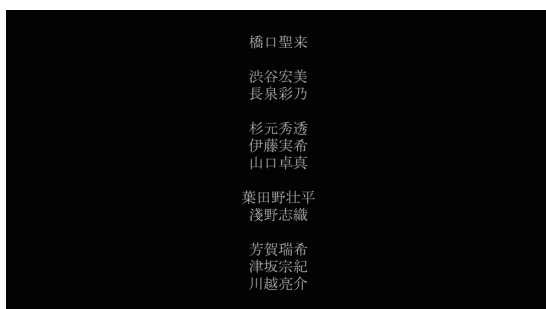 橋口聖来
渋谷宏美
長泉彩乃
杉元秀透
伊藤実希
山口卓真
葉田野壮平
淺野志織
芳賀瑞希
津坂宗紀
川越亮介